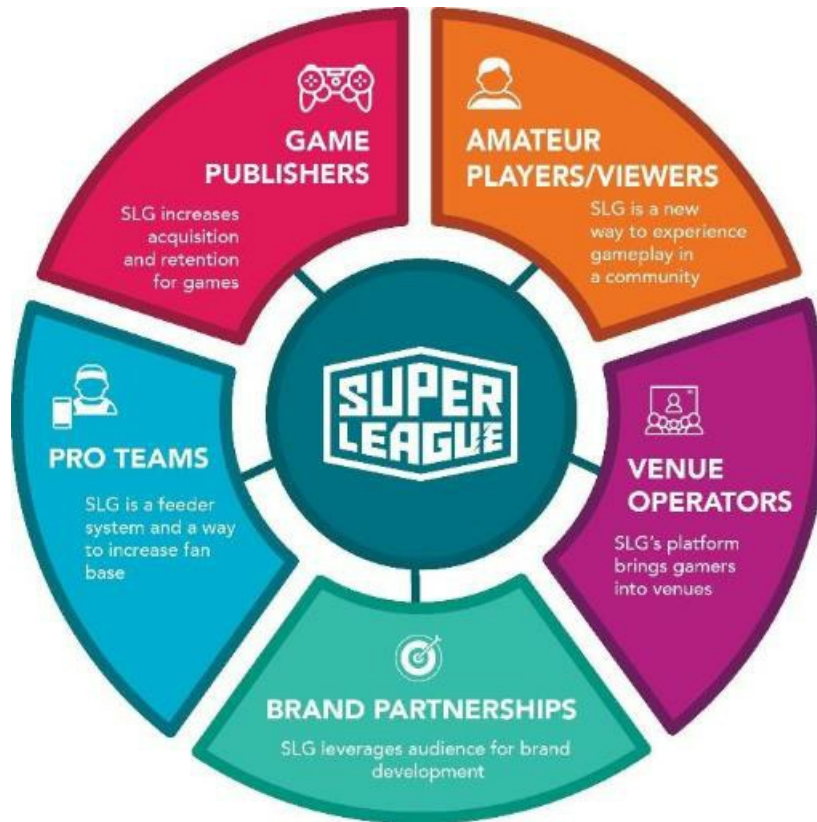 GAME
PUBLISHERS
SLG increases
acquisition
and retention
for games
AMATEUR
PLAYERS/VIEWERS
SLG is a new
way to experience
gameplay in
a community
SUPER
LEAGUE
PRO TEAMS
SLG is a feeder
system and a way
to increase fan
base
VENUE
OPERATORS
SLG's platform
brings gamers
into venues
BRAND PARTNERSHIPS
SLG leverages audience for brand
development